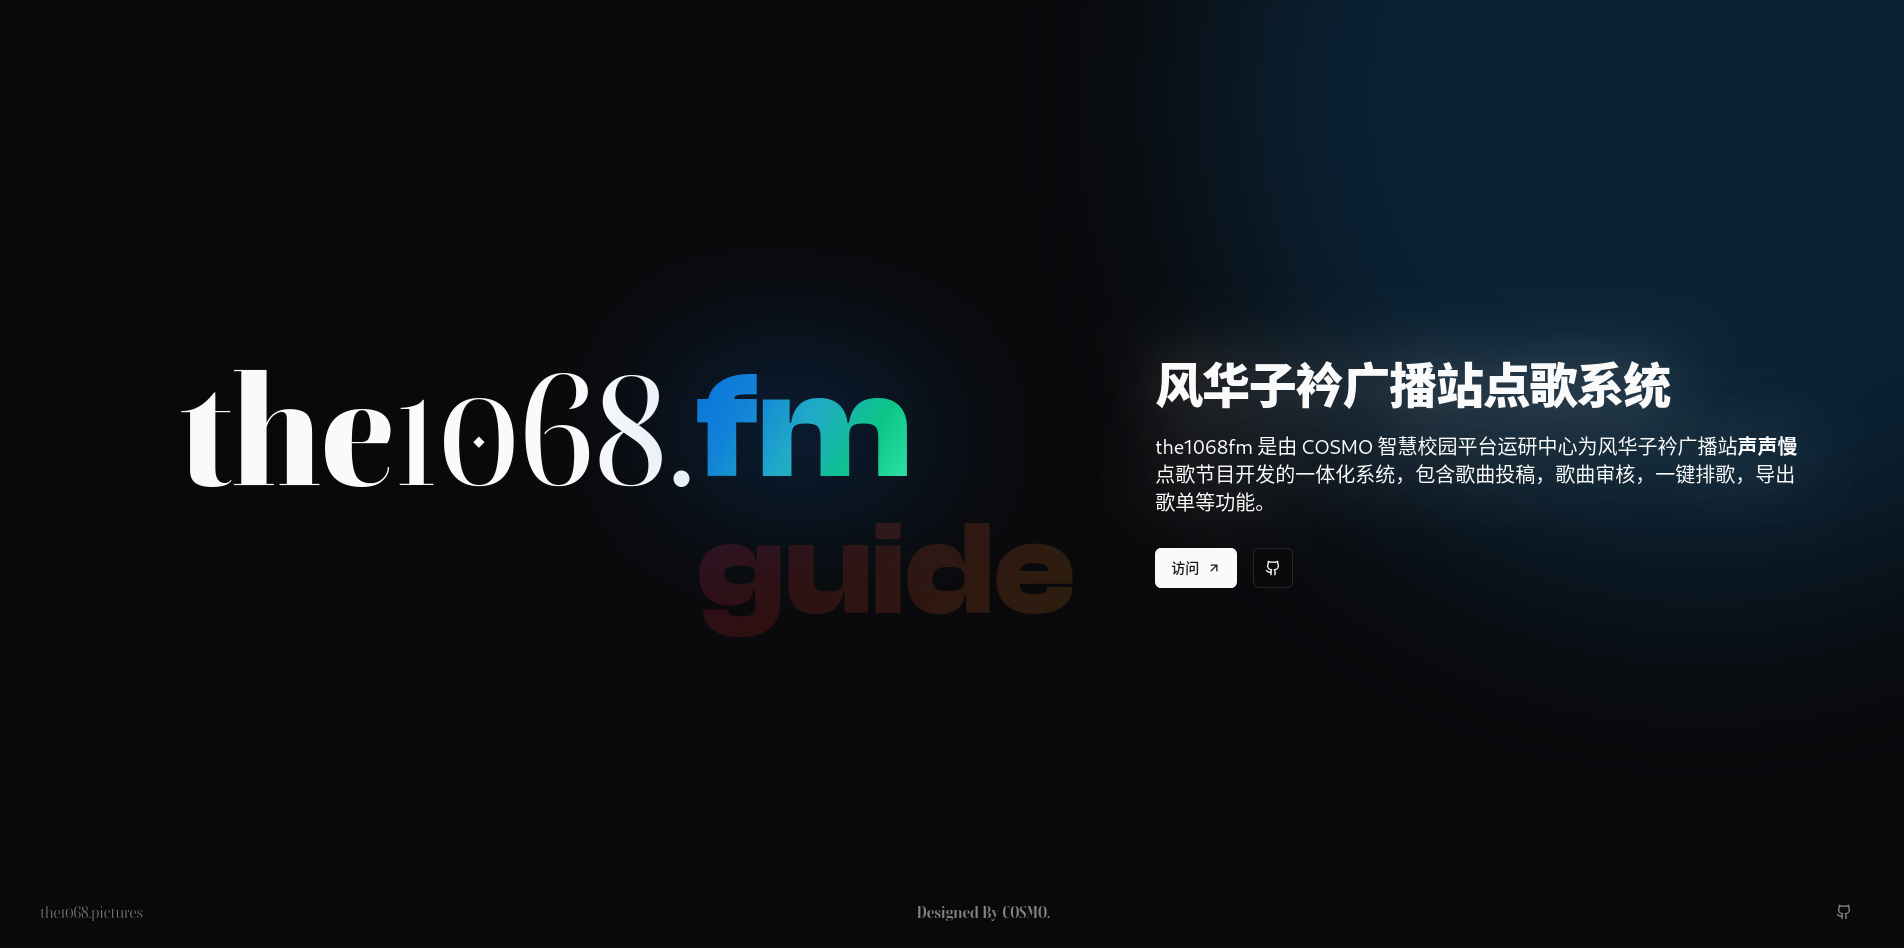 the1068.fm
guide
风华子衿广播站点歌系统
the1068fm 是由 COSMO 智慧校园平台运研中心为风华子衿广播站声声慢
点歌节目开发的一体化系统，包含歌曲投稿，歌曲审核，一键排歌，导出
歌单等功能。
访问
the1068.pictures
Designed By COSMO.